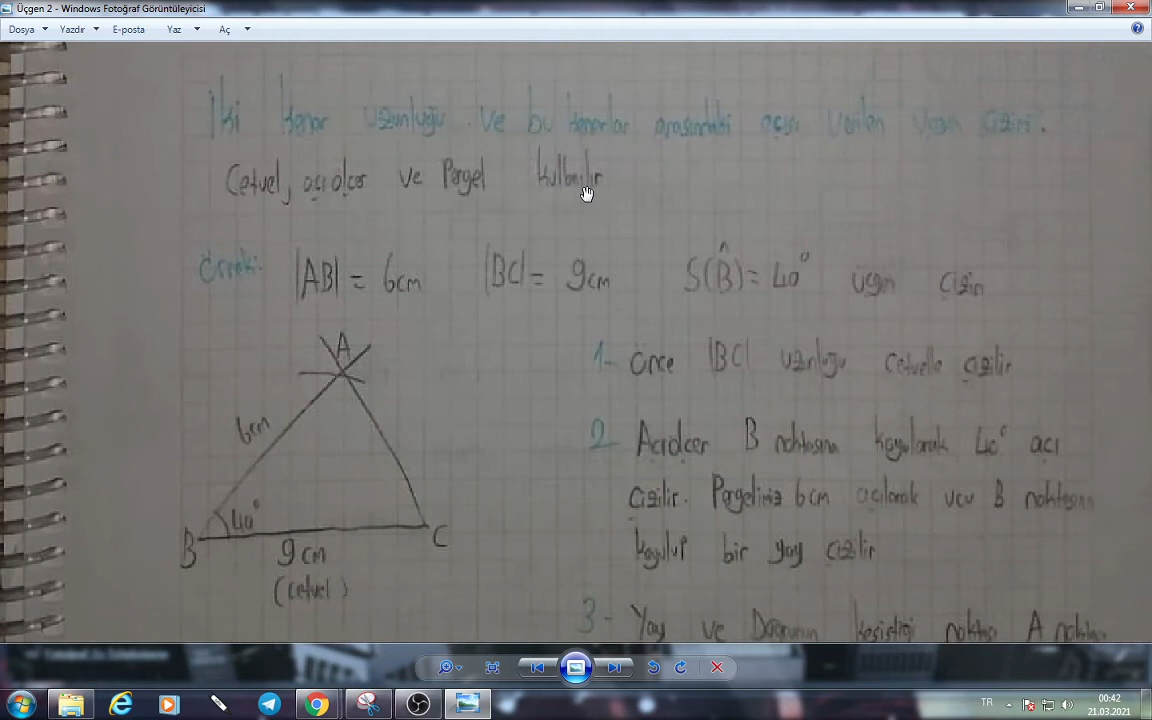 Üçgen 2 - Windows Fotoğraf Görüntüleyicisi
Dosya Yazdır E-posta Yaz Aç
İki kenar uzunluğu ve bu kenarlar arasındaki açısı verilen üçgen çizimi.
Cetvel, açıölçer ve Pergel kullanılır
Örnek: |AB| = 6cm |BC| = 9cm S(B̂) = 40° üçgen çizin
A
1- Önce |BC| uzunluğu cetvelle çizilir
6cm
2- Açıölçer B noktasına koyularak 40° açı
çizilir. Pergelimiz 6cm açılarak ucu B noktasına
40°
B
C
9cm
koyulup bir yay çizilir
(cetvel)
3- Yay ve Doğrunun kesiştiği noktası A noktası
TR
00:42
21.03.2021